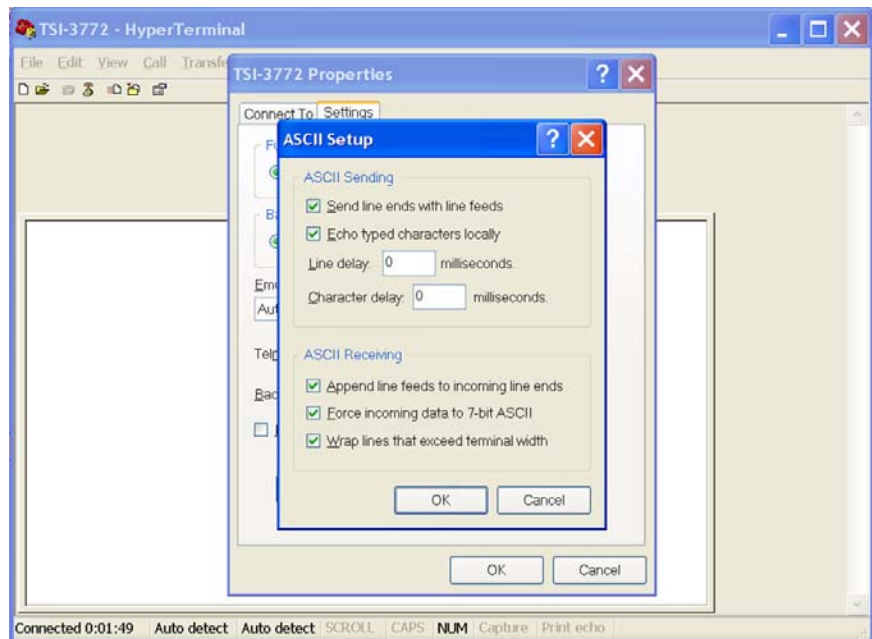 TSI-3772 - HyperTerminal
File Edit View Call Transfe
TSI-3772 Properties
Connect To Settings
ASCII Setup
ASCII Sending
Send line ends with line feeds
Echo typed characters locally
Line delay: 0 milliseconds.
Character delay: 0 milliseconds.
ASCII Receiving
Append line feeds to incoming line ends
Force incoming data to 7-bit ASCII
Wrap lines that exceed terminal width
OK Cancel
OK Cancel
Connected 0:01:49 Auto detect Auto detect SCROLL CAPS NUM Capture Print echo